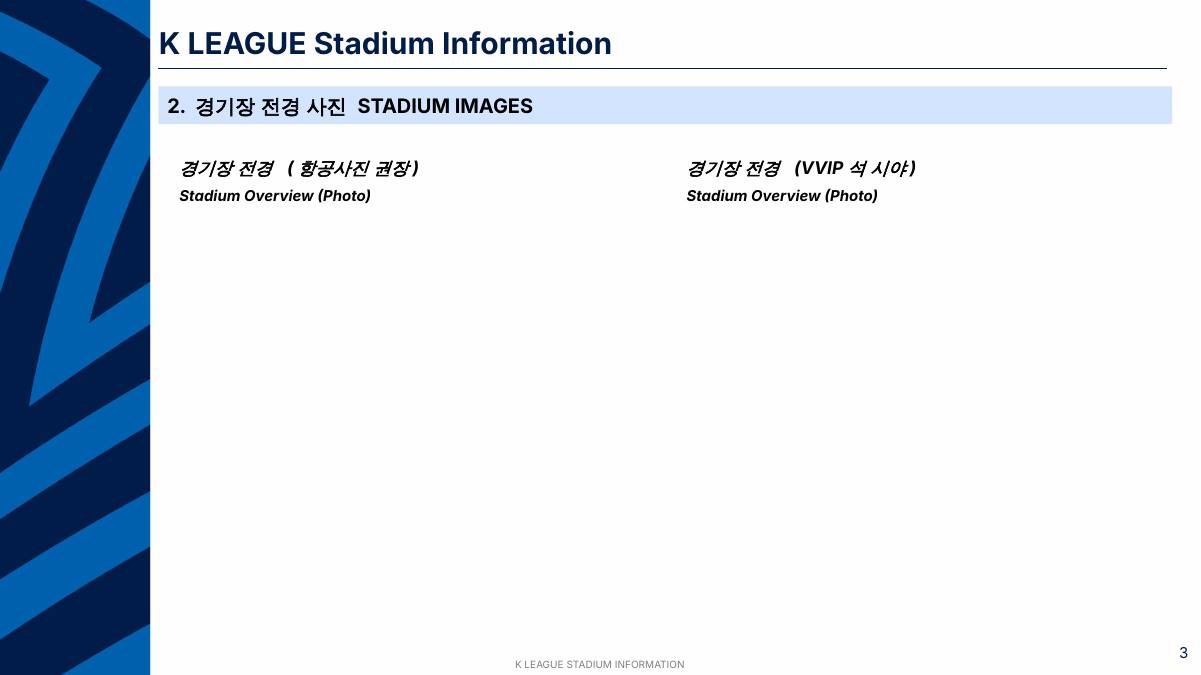 K LEAGUE Stadium Information
2. 경기장 전경 사진 STADIUM IMAGES
경기장 전경 ( 항공사진 권장 )
Stadium Overview (Photo)
경기장 전경 (VVIP 석 시야 )
Stadium Overview (Photo)
K LEAGUE STADIUM INFORMATION
3